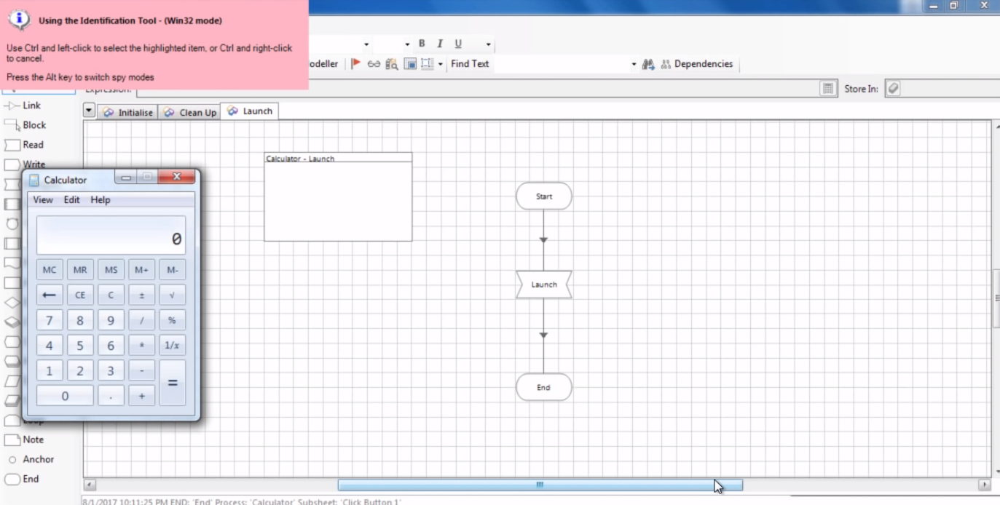 Using the Identification Tool - (Win32 mode)
Use Ctrl and left-click to select the highlighted item, or Ctrl and right-click
to cancel.
Press the Alt key to switch spy modes
B I U
odeller
Find Text
Dependencies
Expression:
Store In:
Link
Initialise
Clean Up
Launch
Block
Read
Write
Calculator
View Edit Help
0
MC MR MS M+ M-
← CE C ± √
7 8 9 / %
4 5 6 * 1/x
1 2 3 - =
0 . +
Calculator - Launch
Start
Launch
End
Loop
Note
Anchor
End
8/1/2017 10:11:25 PM END: 'End' Process: 'Calculator' Subsheet: 'Click Button 1'